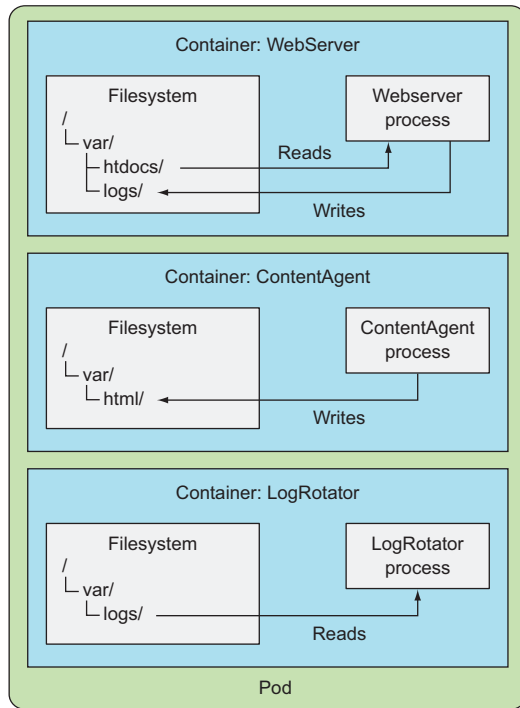 Container: WebServer
Filesystem
/
var/
htdocs/
logs/
Webserver
process
Reads
Writes
Container: ContentAgent
Filesystem
/
var/
html/
ContentAgent
process
Writes
Container: LogRotator
Filesystem
/
var/
logs/
LogRotator
process
Reads
Pod